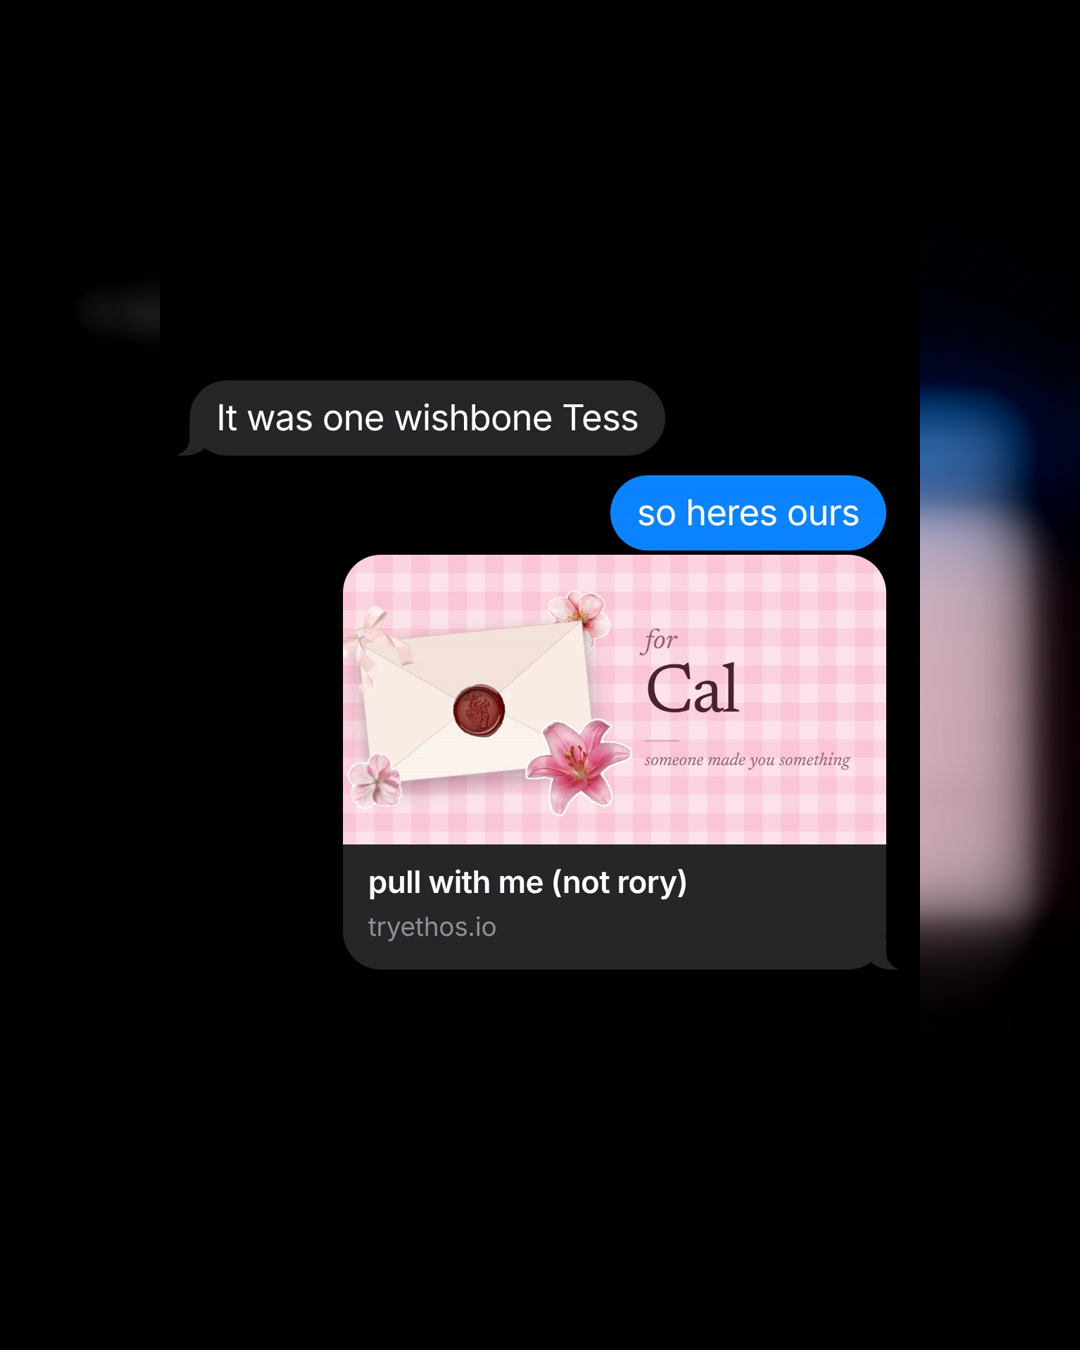 It was one wishbone Tess
so heres ours
for
Cal
someone made you something
pull with me (not rory)
tryethos.io